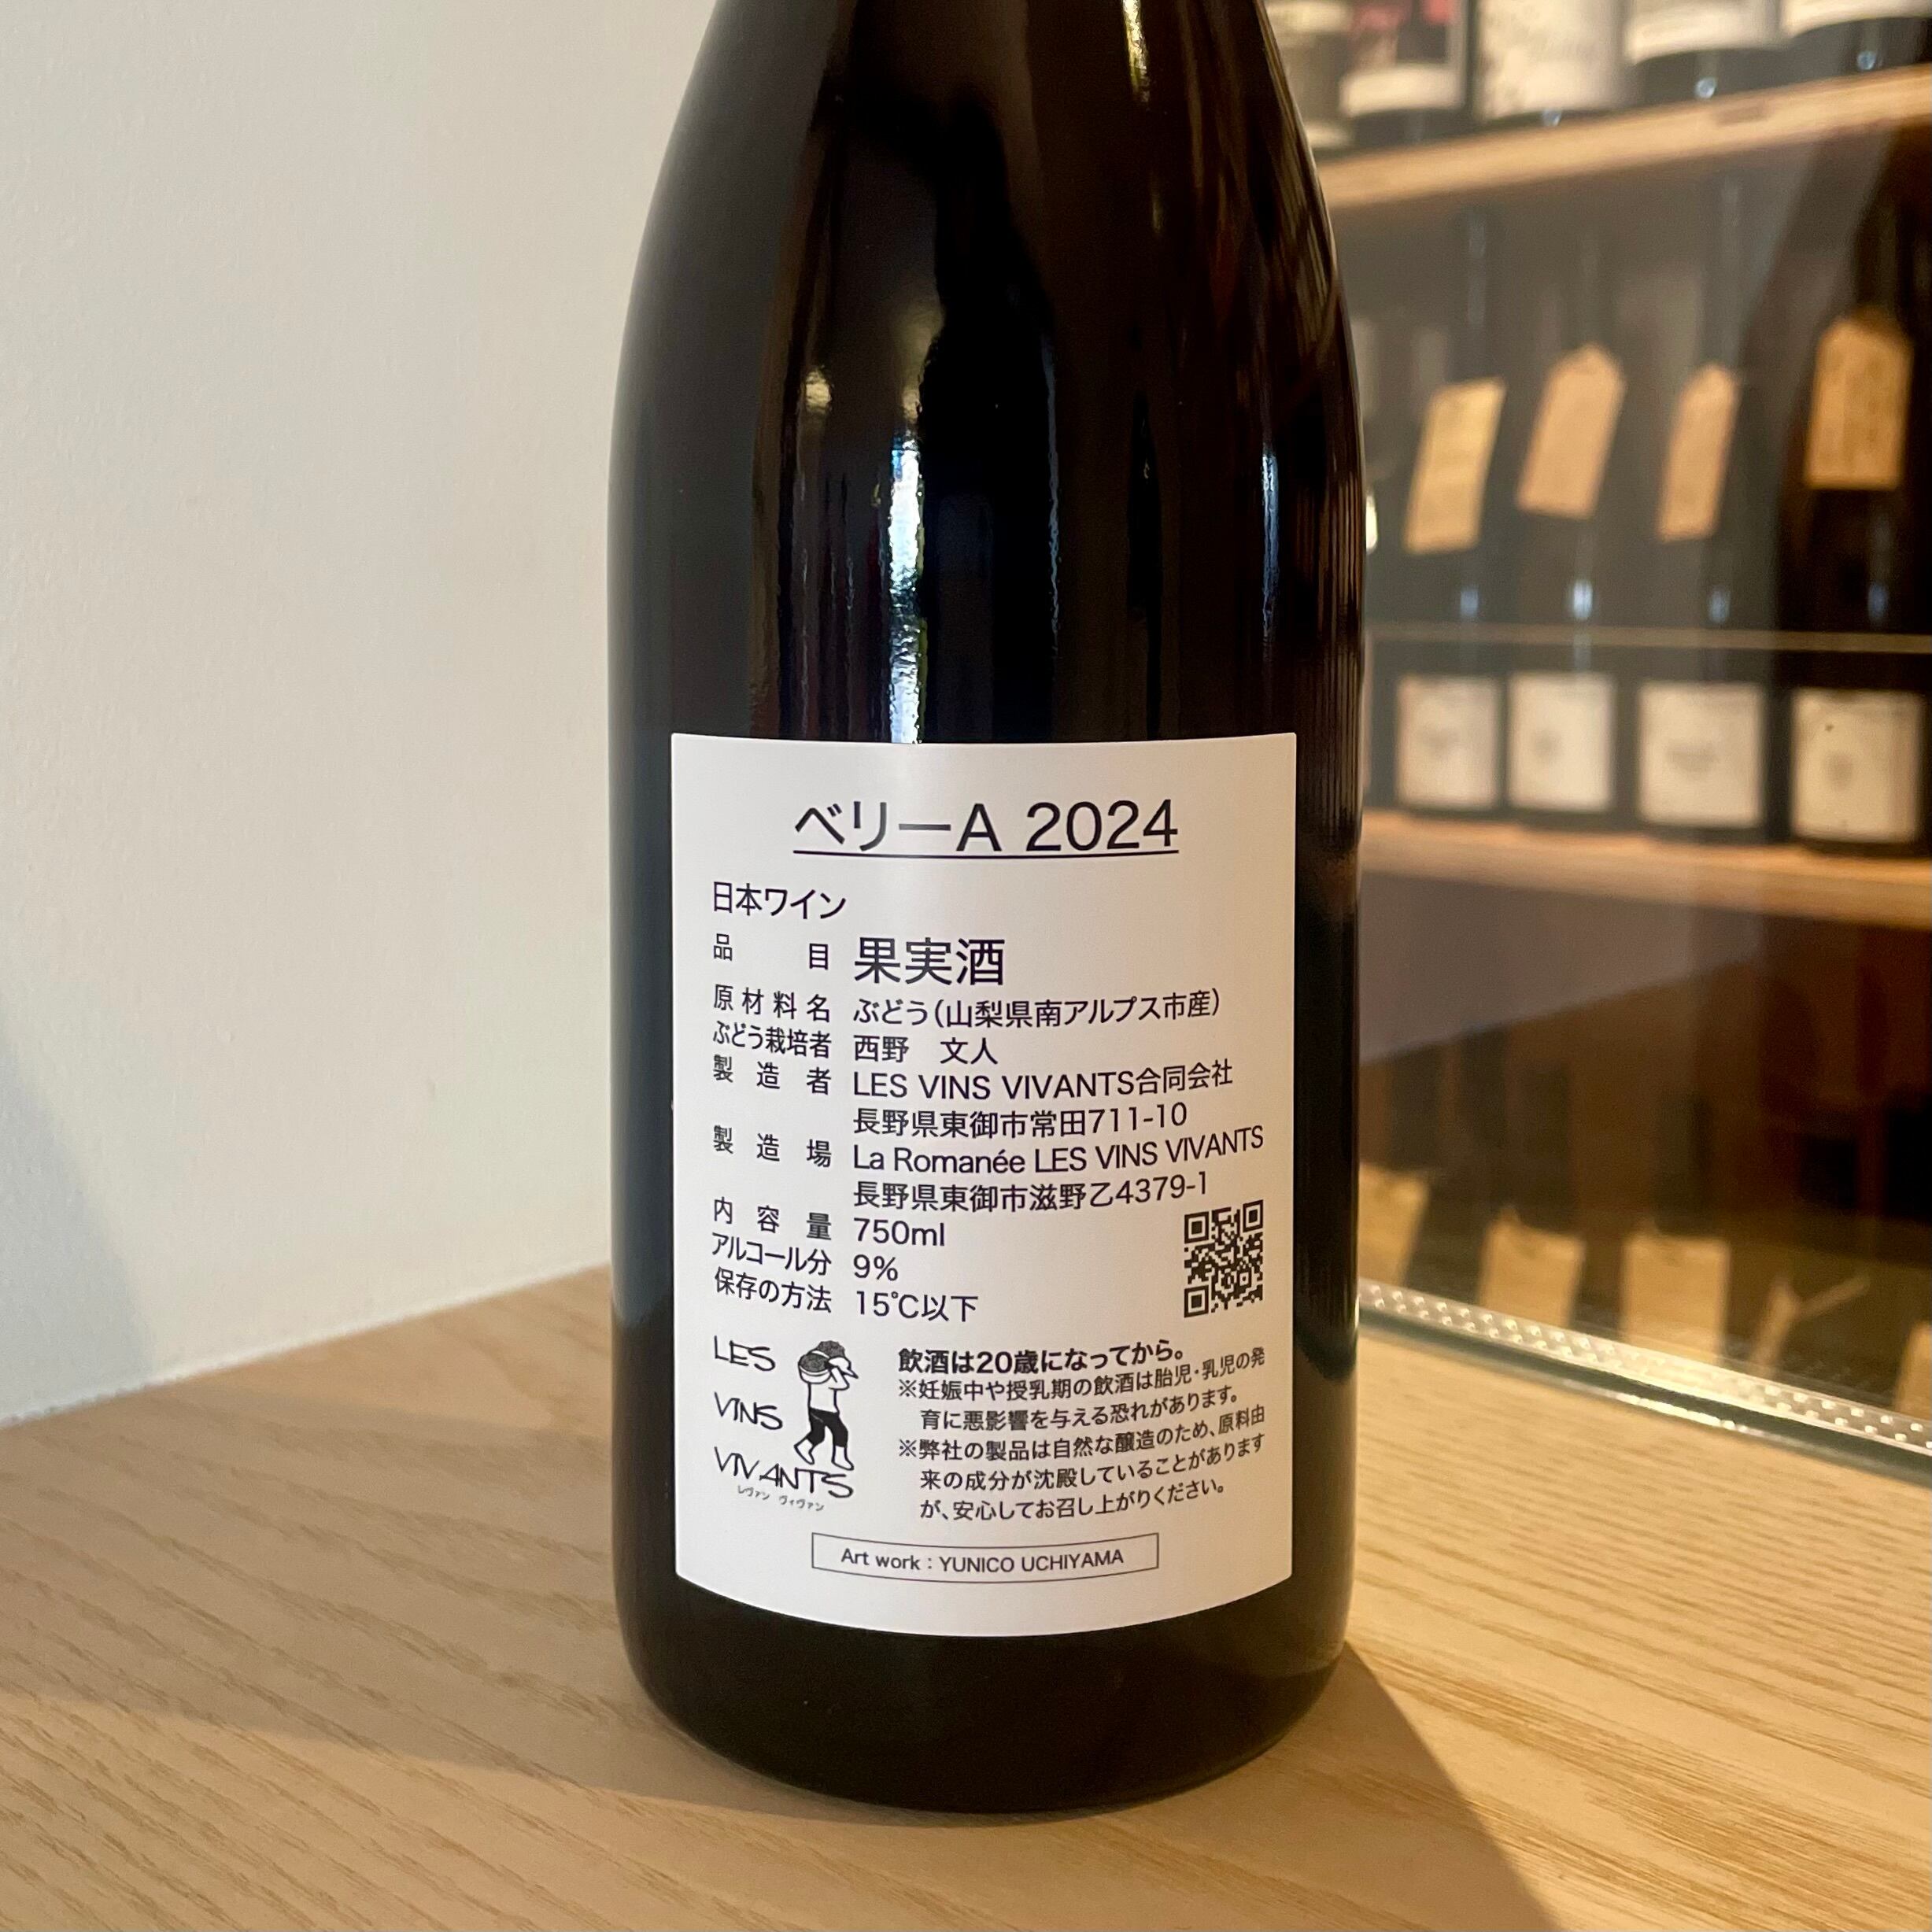 ベリーA 2024
日本ワイン
品目 果実酒
原材料名 ぶどう(山梨県南アルプス市産)
ぶどう栽培者 西野 文人
製造者 LES VINS VIVANTS合同会社
長野県東御市常田711-10
製造場 La Romanée LES VINS VIVANTS
長野県東御市滋野乙4379-1
内容量 750ml
アルコール分 9%
保存の方法 15℃以下
LES
VINS
VIVANTS
レヴァン ヴィヴァン
飲酒は20歳になってから。
※妊娠中や授乳期の飲酒は胎児・乳児の発
育に悪影響を与える恐れがあります。
※弊社の製品は自然な醸造のため、原料由
来の成分が沈殿していることがあります
が、安心してお召し上がりください。
Art work : YUNICO UCHIYAMA